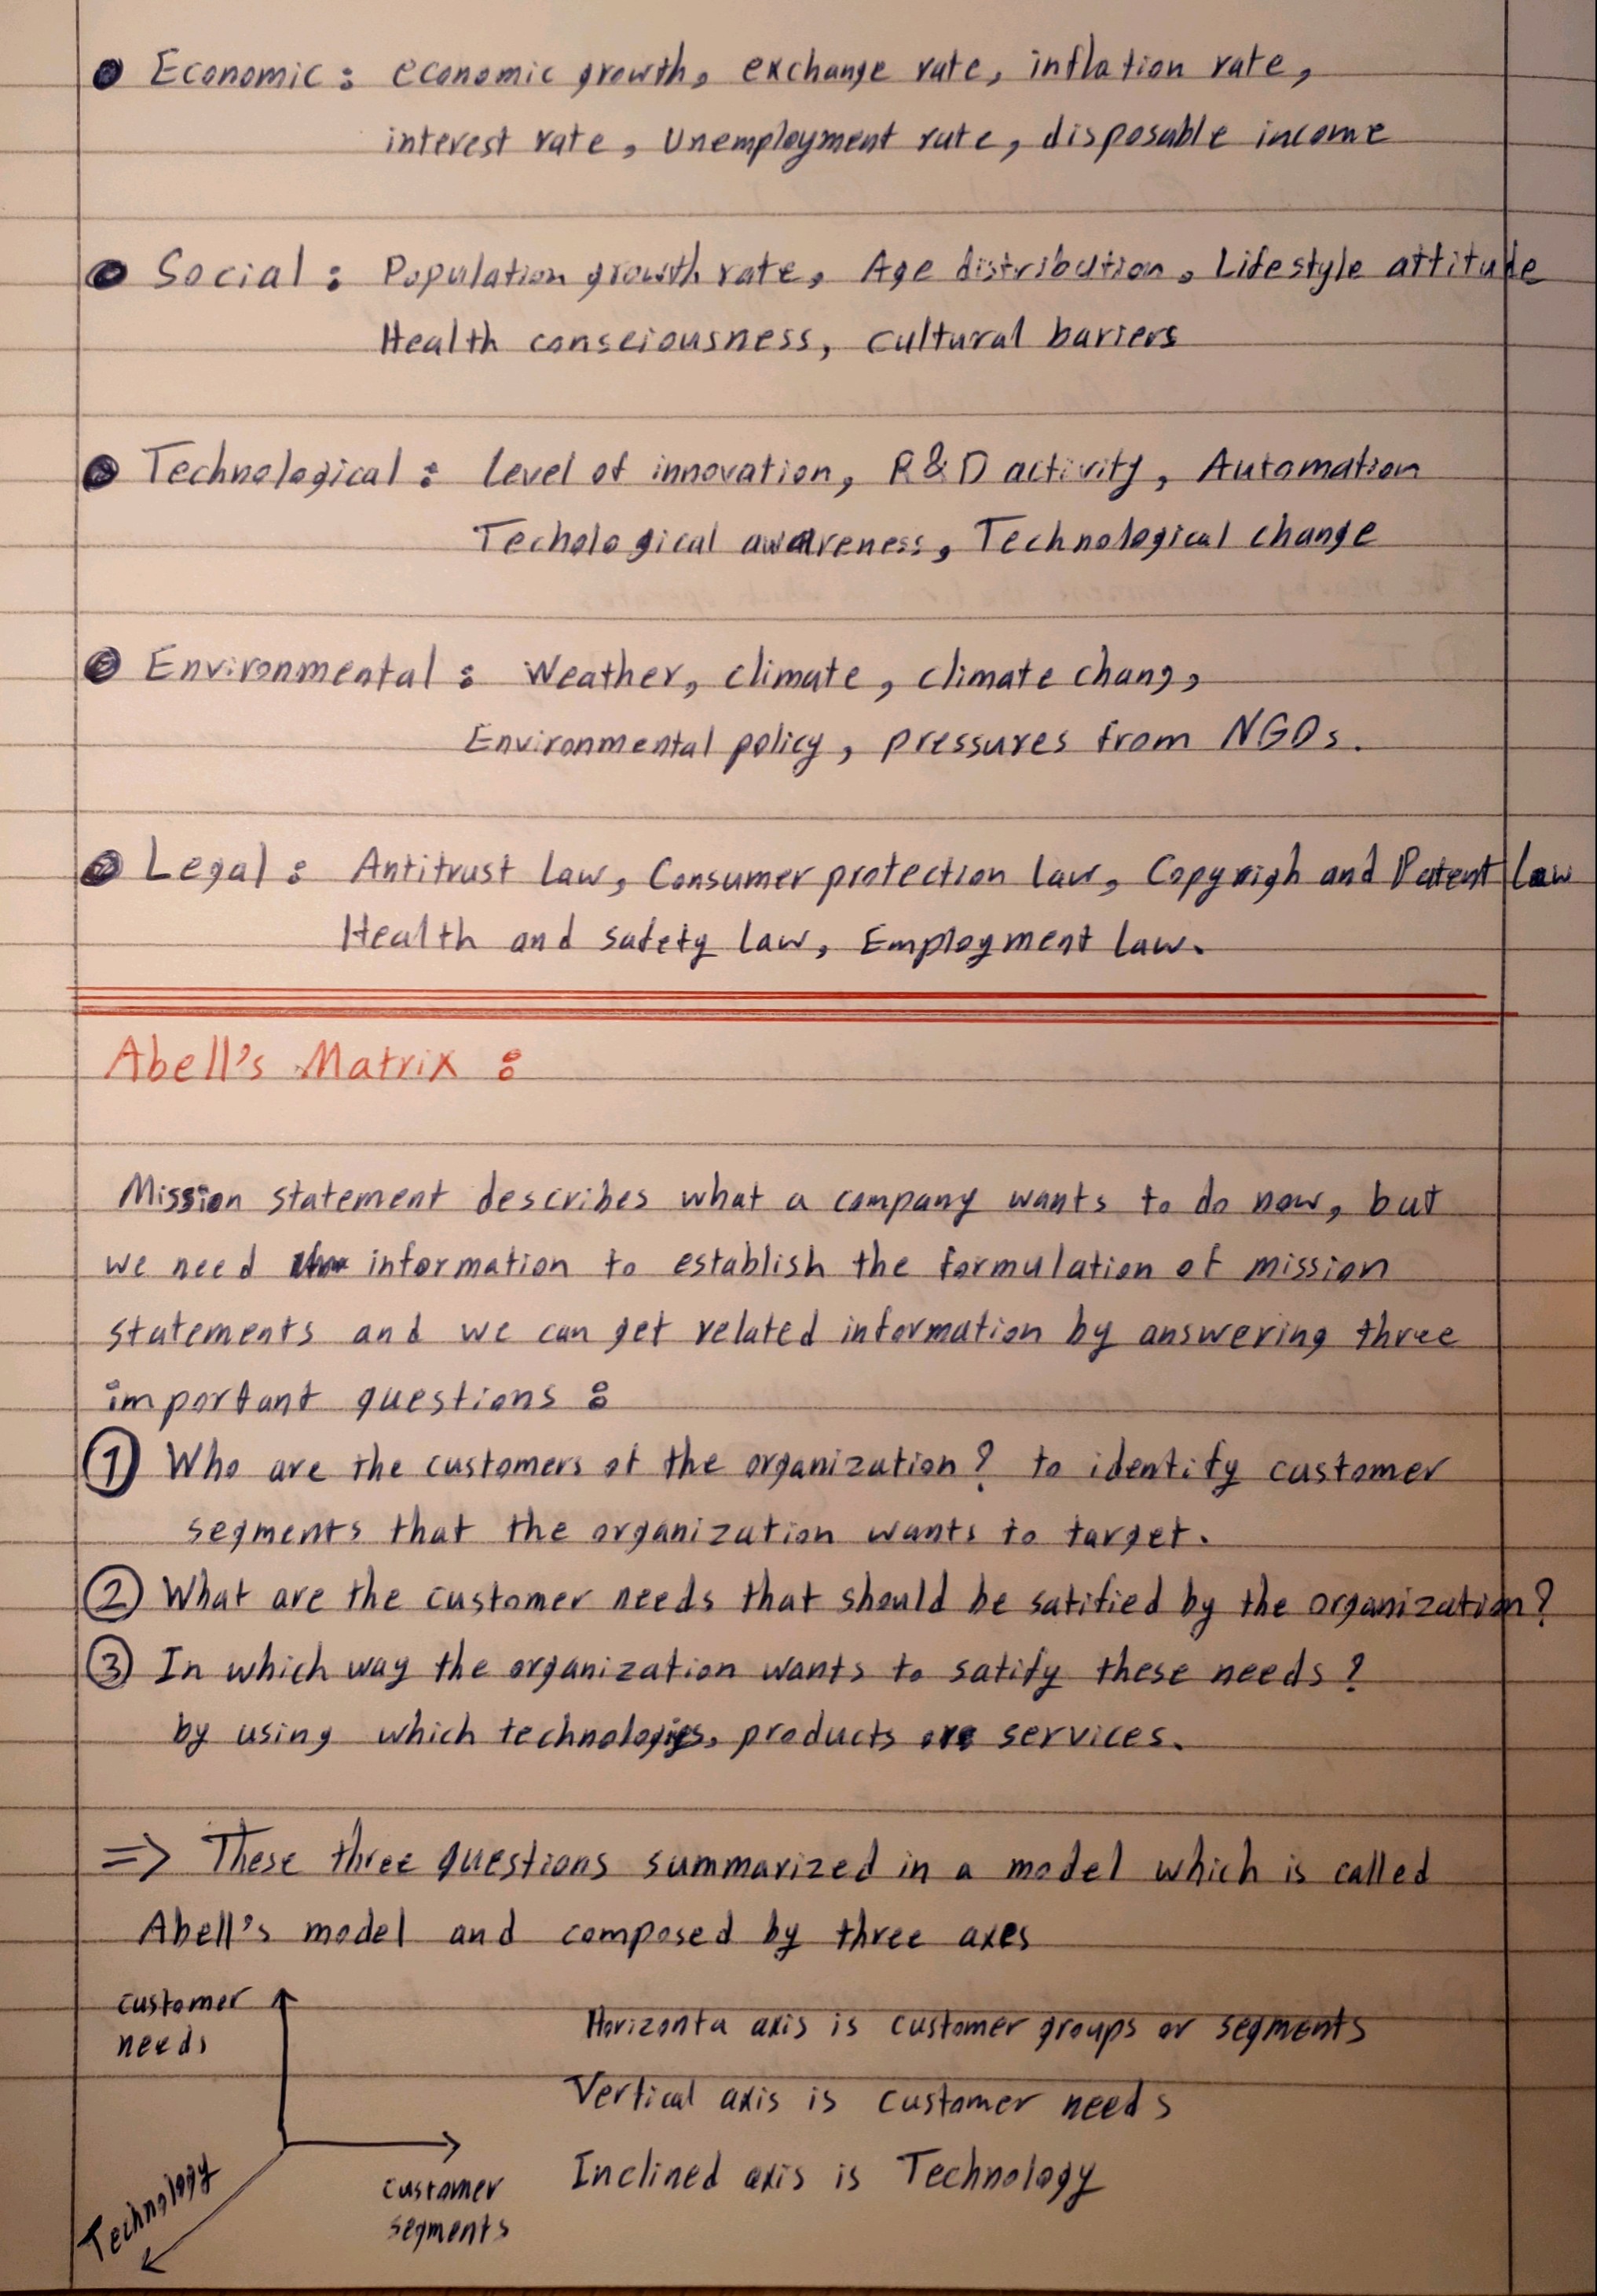 Economic : economic growth, exchange rate, inflation rate,
interest rate, Unemployment rate, disposable income
Social : Population growth rate, Age distribution, Lifestyle attitude
Health consciousness, cultural bariers
Technological : Level of innovation, R&D activity, Automation
Techological awareness, Technological change
Environmental : Weather, climate, climate chang,
Environmental policy, pressures from NGOs.
Legal : Antitrust law, Consumer protection law, Copyrigh and Patent law
Health and safety law, Employment law.
Abell's Matrix :
Mission statement describes what a company wants to do now, but
we need information to establish the formulation of mission
statements and we can get related information by answering three
important questions :
① Who are the customers of the organization? to identify customer
segments that the organization wants to target.
② What are the customer needs that should be satified by the organization?
③ In which way the organization wants to satify these needs?
by using which technologies, products or services.
=> These three questions summarized in a model which is called
Abell's model and composed by three axes
customer
needs
Horizonta axis is customer groups or segments
Vertical axis is customer needs
Inclined axis is Technology
customer
segments
Technology